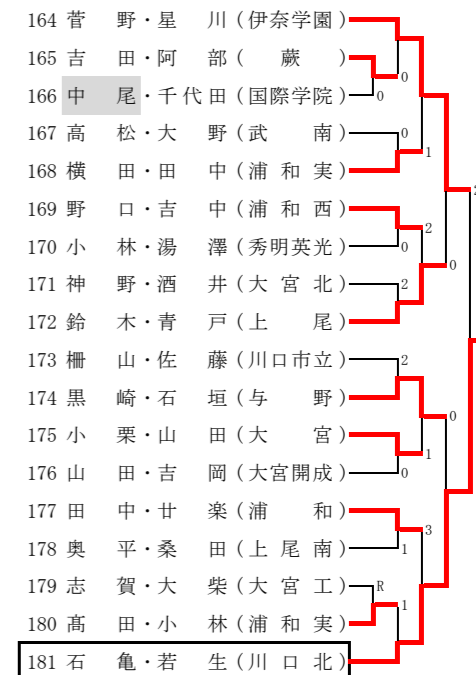 164 菅 野・星 川(伊奈学園)
165 吉 田・阿 部( 蕨 )
0
166 中 尾・千代田(国際学院)
0
167 高 松・大 野(武 南)
0
1
168 横 田・田 中(浦 和 実)
169 野 口・吉 中(浦 和 西)
2
170 小 林・湯 澤(秀明英光)
0
0
171 神 野・酒 井(大 宮 北)
2
172 鈴 木・青 戸(上 尾)
173 柵 山・佐 藤(川口市立)
2
174 黒 崎・石 垣(与 野)
0
175 小 栗・山 田(大 宮)
1
176 山 田・吉 岡(大宮開成)
0
177 田 中・廿 楽(浦 和)
3
178 奥 平・桑 田(上 尾 南)
1
179 志 賀・大 柴(大 宮 工)
R
1
180 髙 田・小 林(浦 和 実)
181 石 亀・若 生(川 口 北)